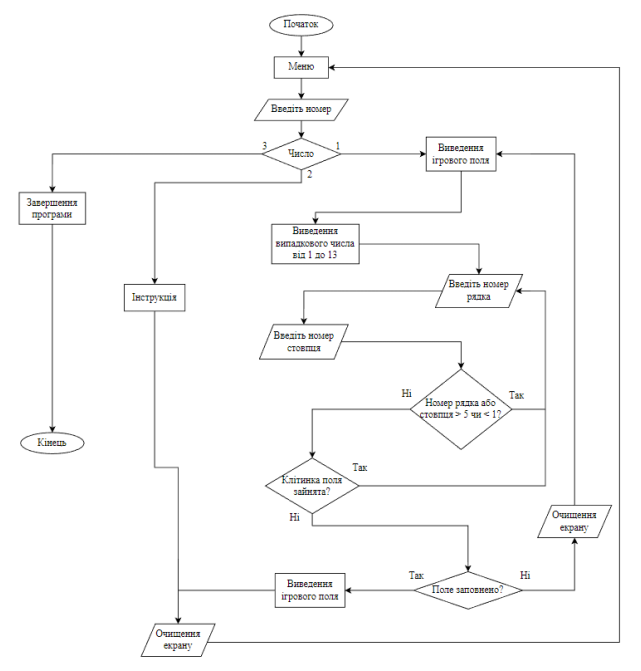 Початок
Меню
Введіть номер
3
Число
1
2
Виведення
ігрового поля
Завершення
програми
Виведення
випадкового числа
від 1 до 13
Введіть номер
рядка
Інструкція
Введіть номер
стовпця
Ні
Номер рядка або
стовпця > 5 чи < 1?
Так
Кінець
Клітинка поля
зайнята?
Так
Ні
Очищення
екрану
Виведення
ігрового поля
Так
Поле заповнено?
Ні
Очищення
екрану